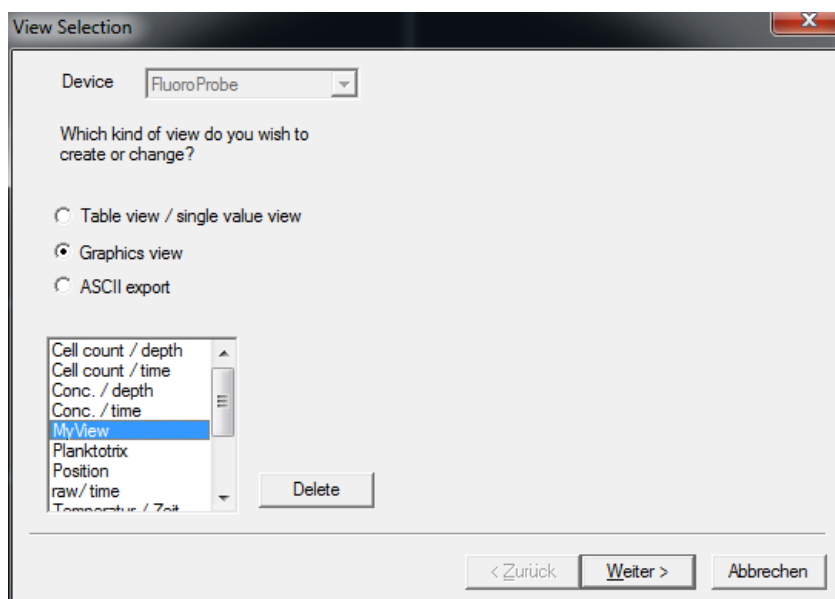 View Selection
Device FluoroProbe
Which kind of view do you wish to
create or change?
Table view / single value view
Graphics view
ASCII export
Cell count / depth
Cell count / time
Conc. / depth
Conc. / time
MyView
Planktotrix
Position
raw/ time
Temperatur / Zeit
Delete
< Zurück
Weiter >
Abbrechen